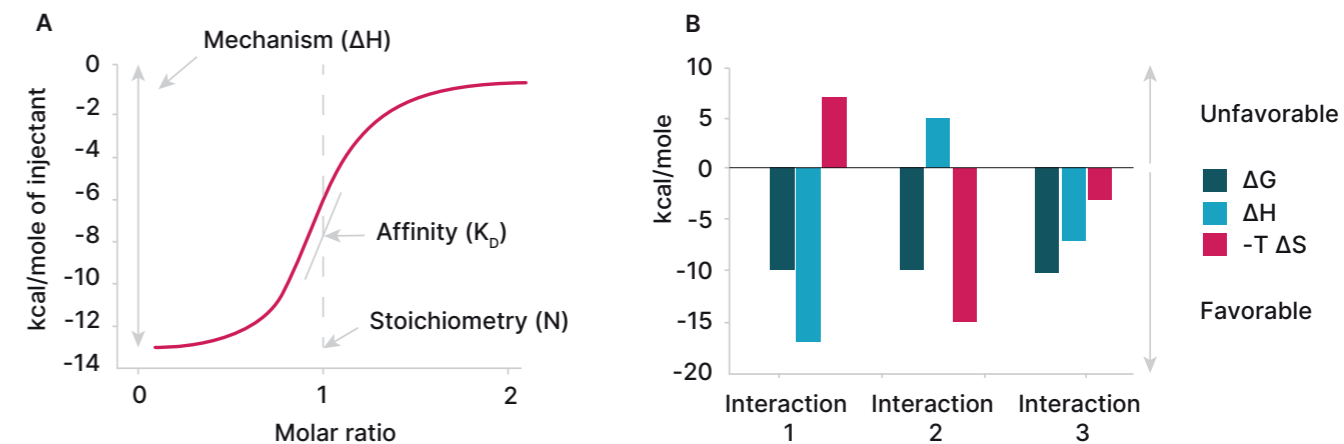 A
Mechanism (ΔH)
kcal/mole of injectant
0
-2
-4
-6
-8
-10
-12
-14
Affinity (K_D)
Stoichiometry (N)
0
1
2
Molar ratio
B
kcal/mole
10
5
0
-5
-10
-15
-20
Unfavorable
ΔG
ΔH
-T ΔS
Favorable
Interaction
1
Interaction
2
Interaction
3